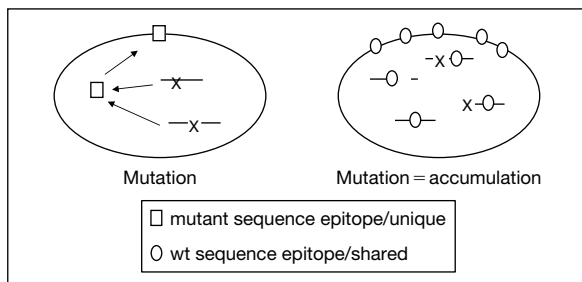 X
X
X
X
Mutation
Mutation = accumulation
mutant sequence epitope/unique
wt sequence epitope/shared